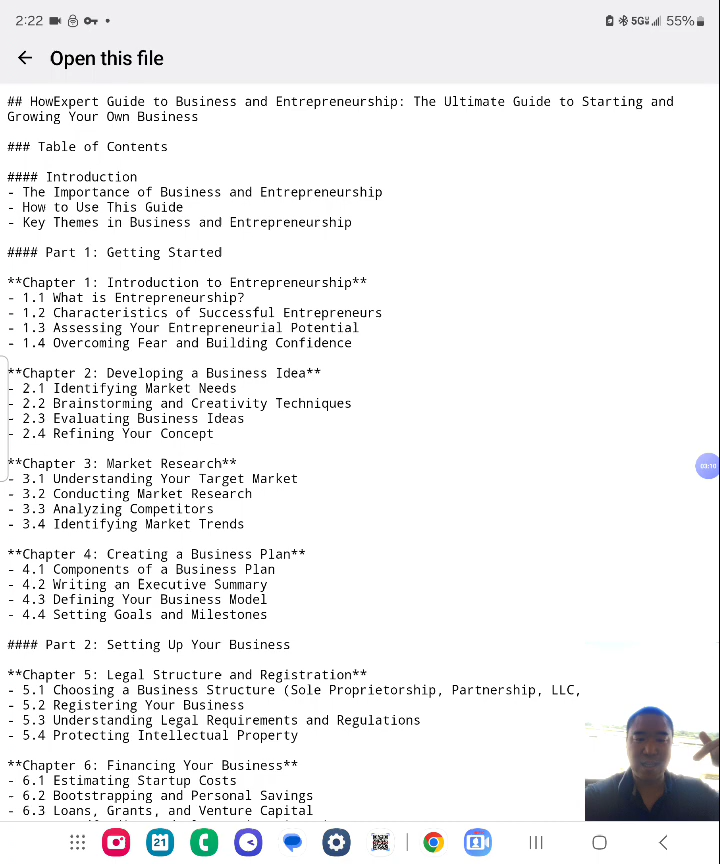 2:22
5G
55%
Open this file
## HowExpert Guide to Business and Entrepreneurship: The Ultimate Guide to Starting and
Growing Your Own Business
### Table of Contents
#### Introduction
- The Importance of Business and Entrepreneurship
- How to Use This Guide
- Key Themes in Business and Entrepreneurship
#### Part 1: Getting Started
**Chapter 1: Introduction to Entrepreneurship**
- 1.1 What is Entrepreneurship?
- 1.2 Characteristics of Successful Entrepreneurs
- 1.3 Assessing Your Entrepreneurial Potential
- 1.4 Overcoming Fear and Building Confidence
**Chapter 2: Developing a Business Idea**
- 2.1 Identifying Market Needs
- 2.2 Brainstorming and Creativity Techniques
- 2.3 Evaluating Business Ideas
- 2.4 Refining Your Concept
**Chapter 3: Market Research**
03:10
- 3.1 Understanding Your Target Market
- 3.2 Conducting Market Research
- 3.3 Analyzing Competitors
- 3.4 Identifying Market Trends
**Chapter 4: Creating a Business Plan**
- 4.1 Components of a Business Plan
- 4.2 Writing an Executive Summary
- 4.3 Defining Your Business Model
- 4.4 Setting Goals and Milestones
#### Part 2: Setting Up Your Business
**Chapter 5: Legal Structure and Registration**
- 5.1 Choosing a Business Structure (Sole Proprietorship, Partnership, LLC,
- 5.2 Registering Your Business
- 5.3 Understanding Legal Requirements and Regulations
- 5.4 Protecting Intellectual Property
**Chapter 6: Financing Your Business**
- 6.1 Estimating Startup Costs
- 6.2 Bootstrapping and Personal Savings
- 6.3 Loans, Grants, and Venture Capital
21